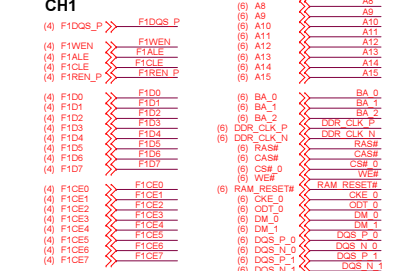 CH1
(4) F1DQS_P F1DQS_P
(4) F1WEN F1WEN
(4) F1ALE F1ALE
(4) F1CLE F1CLE
(4) F1REN_P F1REN_P
(4) F1D0 F1D0
(4) F1D1 F1D1
(4) F1D2 F1D2
(4) F1D3 F1D3
(4) F1D4 F1D4
(4) F1D5 F1D5
(4) F1D6 F1D6
(4) F1D7 F1D7
(4) F1CE0 F1CE0
(4) F1CE1 F1CE1
(4) F1CE2 F1CE2
(4) F1CE3 F1CE3
(4) F1CE4 F1CE4
(4) F1CE5 F1CE5
(4) F1CE6 F1CE6
(4) F1CE7 F1CE7
(6) A8 A8
(6) A9 A9
(6) A10 A10
(6) A11 A11
(6) A12 A12
(6) A13 A13
(6) A14 A14
(6) A15 A15
(6) BA_0 BA_0
(6) BA_1 BA_1
(6) BA_2 BA_2
(6) DDR_CLK_P DDR_CLK_P
(6) DDR_CLK_N DDR_CLK_N
(6) RAS# RAS#
(6) CAS# CAS#
(6) CS#_0 CS#_0
(6) WE# WE#
(6) RAM_RESET# RAM_RESET#
(6) CKE_0 CKE_0
(6) ODT_0 ODT_0
(6) DM_0 DM_0
(6) DM_1 DM_1
(6) DQS_P_0 DQS_P_0
(6) DQS_N_0 DQS_N_0
(6) DQS_P_1 DQS_P_1
(6) DQS_N_1 DQS_N_1